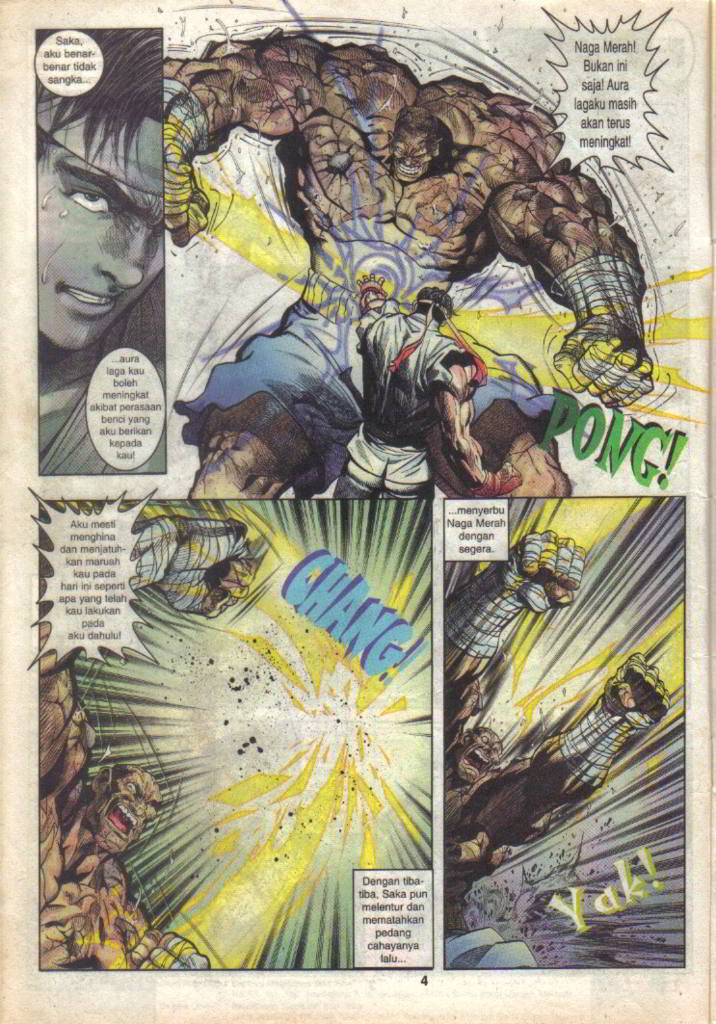 Saka,
aku benar-
benar tidak
sangka...
...aura
laga kau
boleh
meningkat
akibat perasaan
benci yang
aku berikan
kepada
kau!
Naga Merah!
Bukan ini
saja! Aura
lagaku masih
akan terus
meningkat!
PONG!
Aku mesti
menghina
dan menjatuh-
kan maruah
kau pada
hari ini seperti
apa yang telah
kau lakukan
pada
aku dahulu!
CHANG!
Dengan tiba-
tiba, Saka pun
melentur dan
mematahkan
pedang
cahayanya
lalu...
...menyerbu
Naga Merah
dengan
segera.
Yak!
4